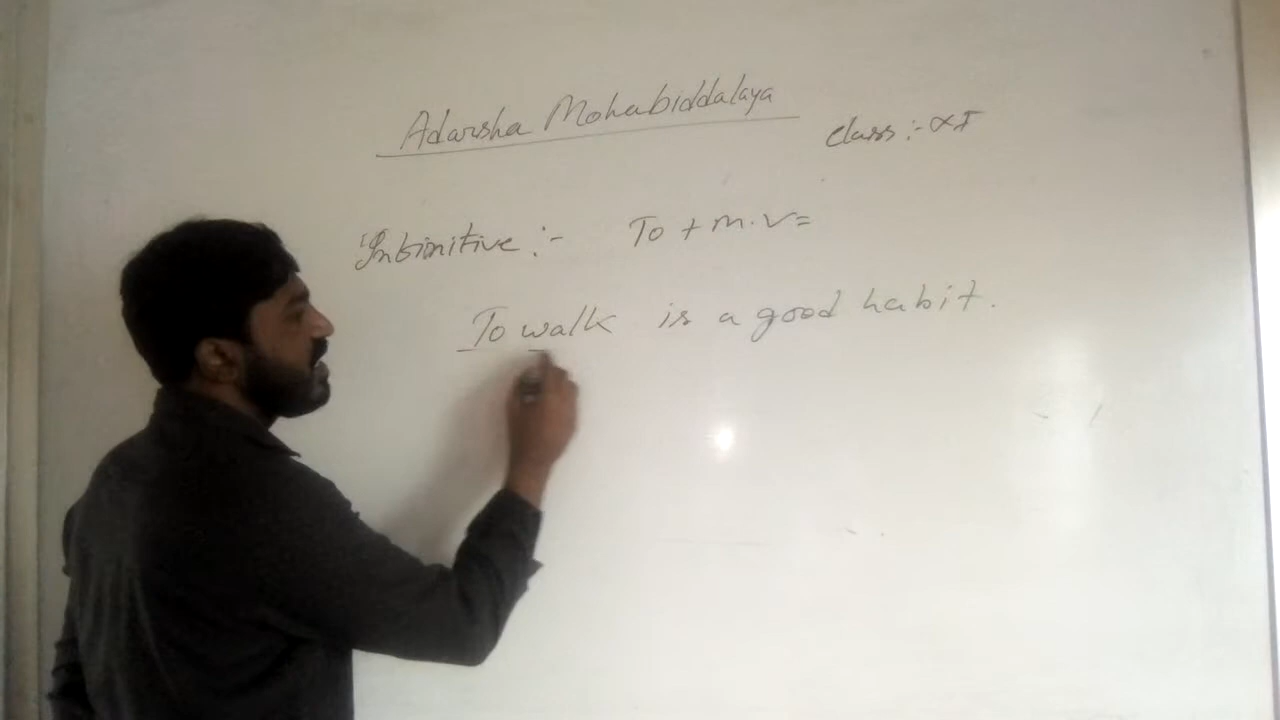 Adarsha Mohabiddalaya
Class :- XI
Infinitive :- To + m.v=
To walk is a good habit.